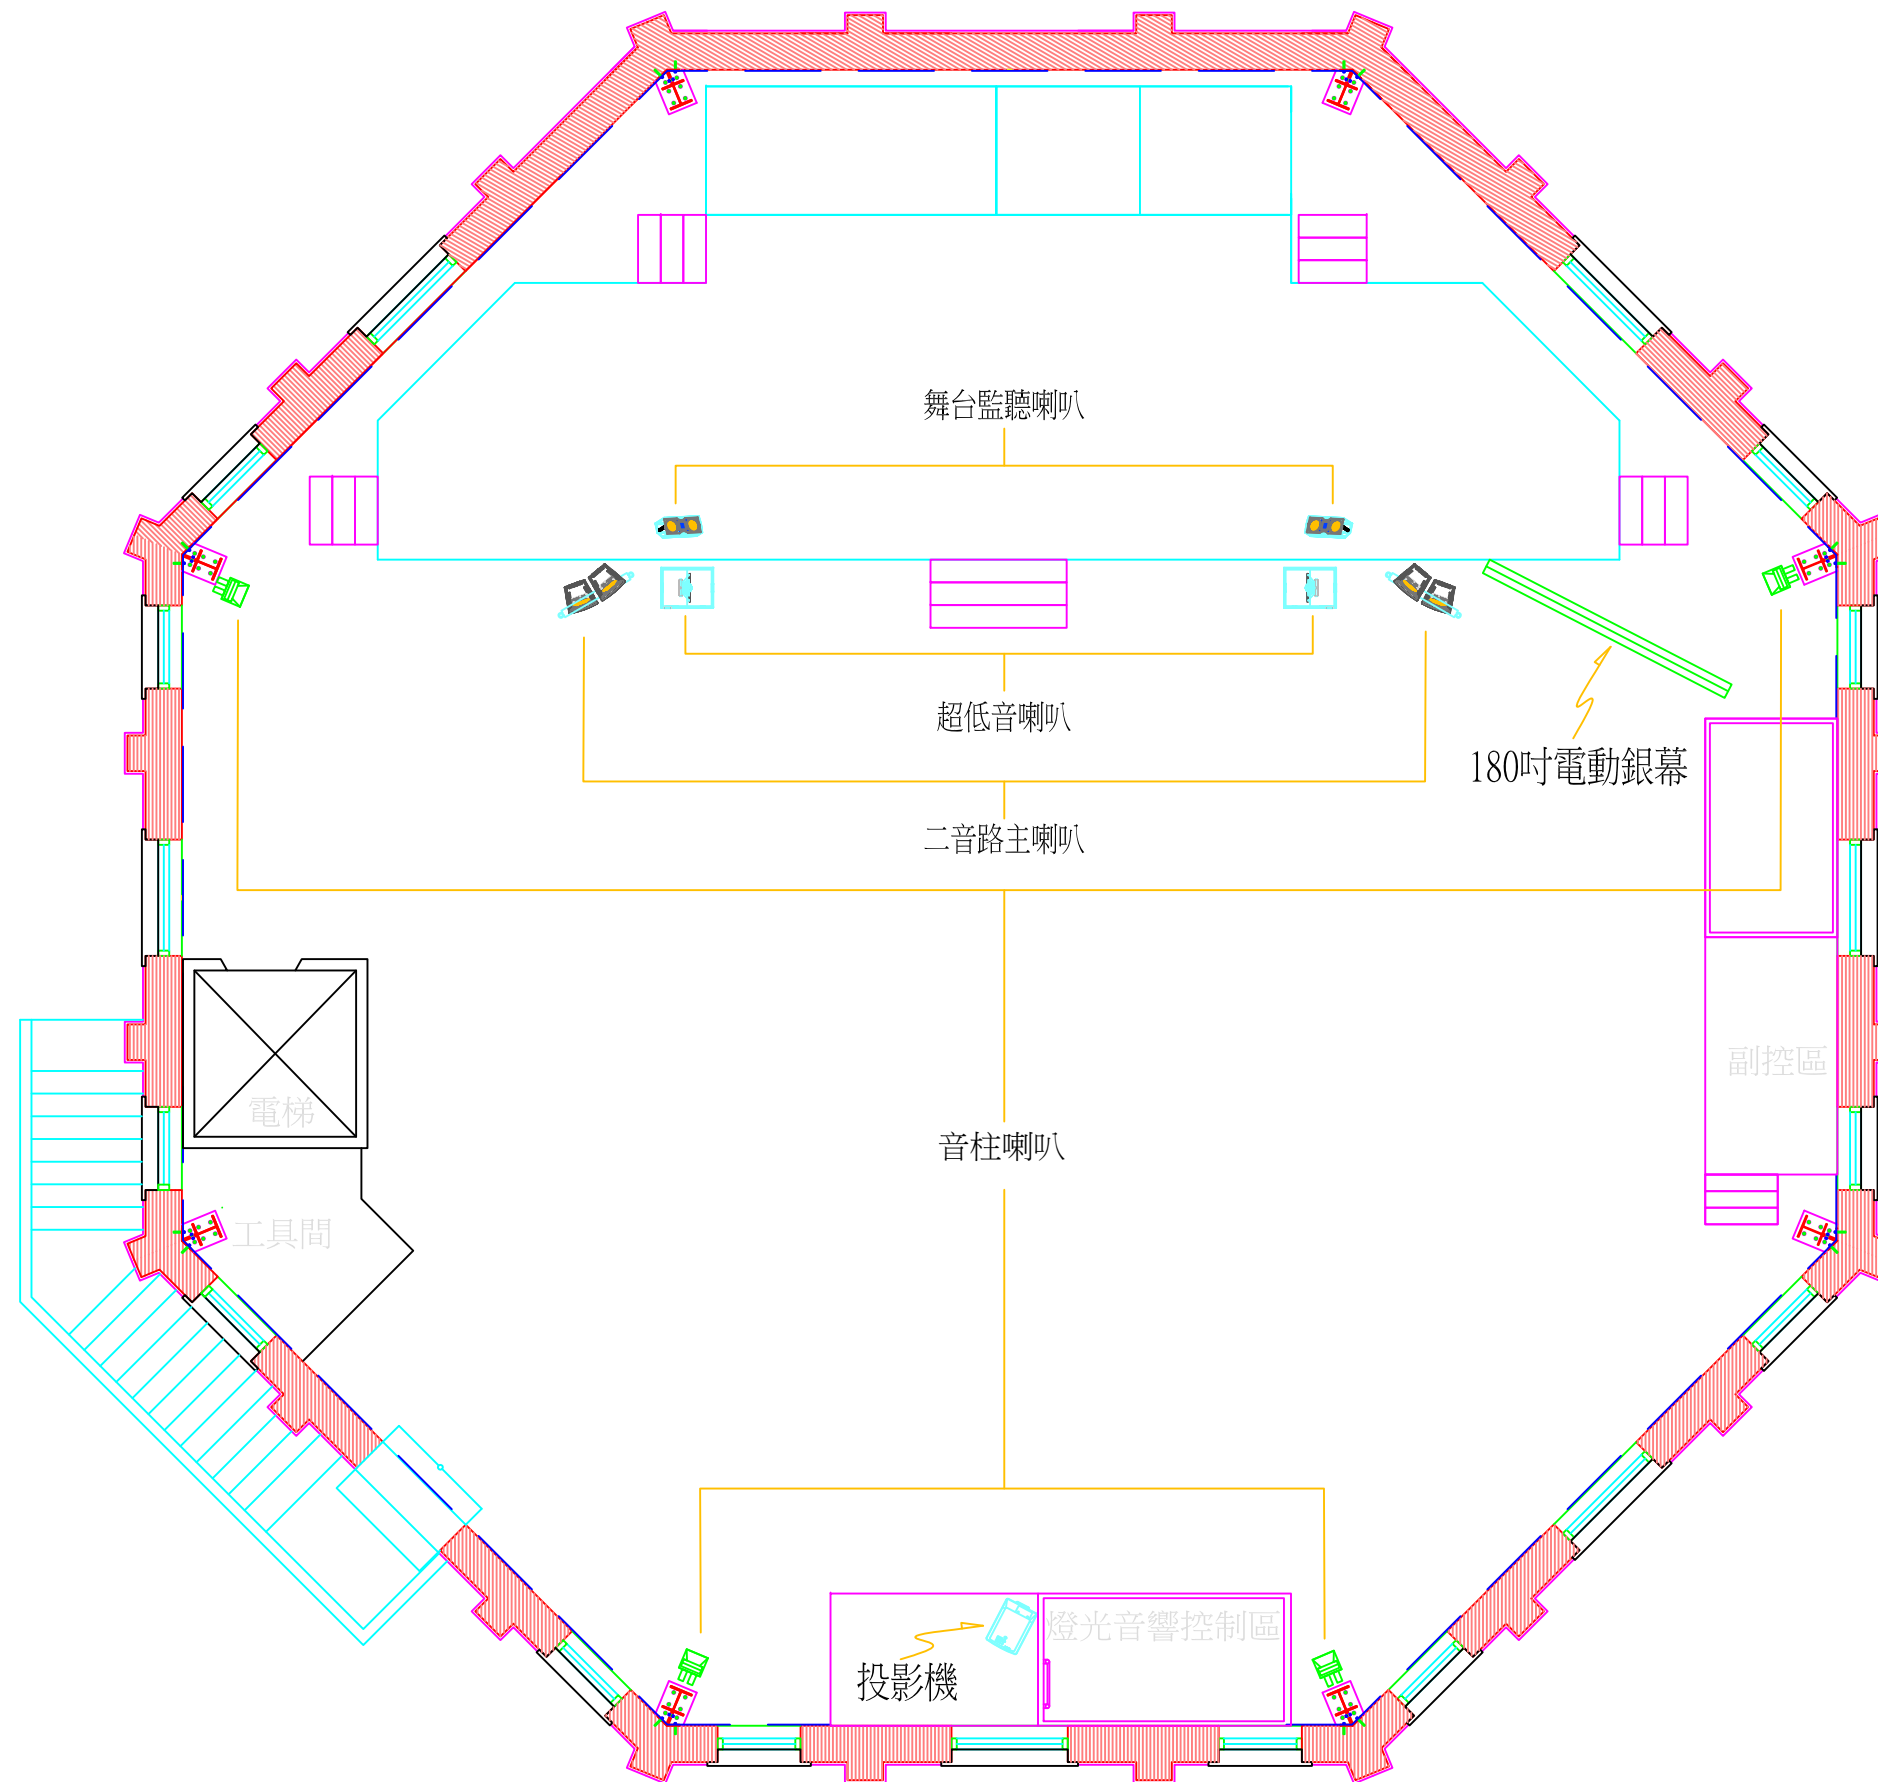 舞台監聽喇叭
超低音喇叭
180吋電動銀幕
二音路主喇叭
副控區
電梯
音柱喇叭
工具間
燈光音響控制區
投影機